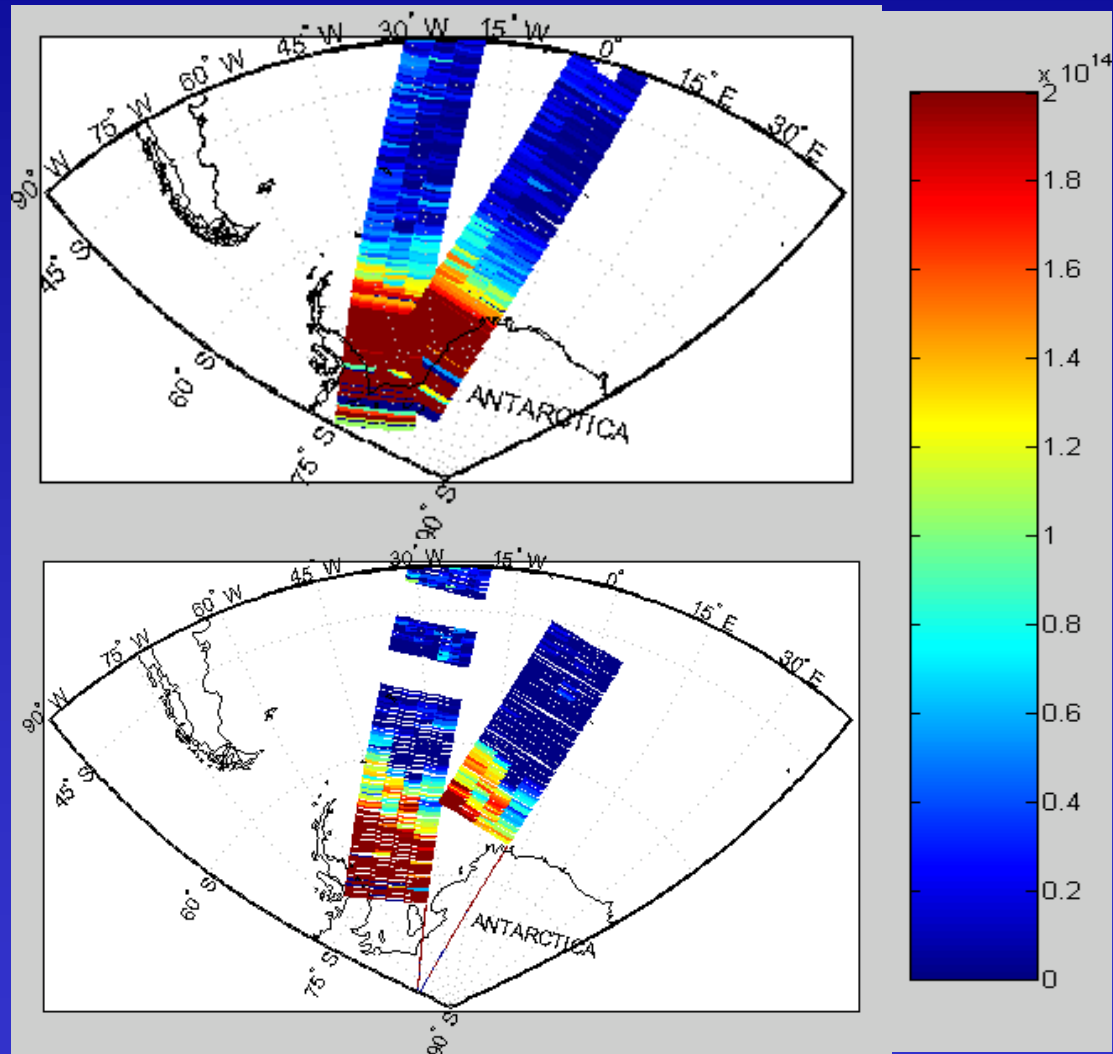 45° W
30° W
15° W
0°
15° E
30° E
60° W
75° W
90° W
45° S
60° S
75° S
90° S
ANTARCTICA
45° W
30° W
15° W
0°
15° E
30° E
60° W
75° W
90° W
45° S
60° S
75° S
90° S
ANTARCTICA
x 10^14
2
1.8
1.6
1.4
1.2
1
0.8
0.6
0.4
0.2
0